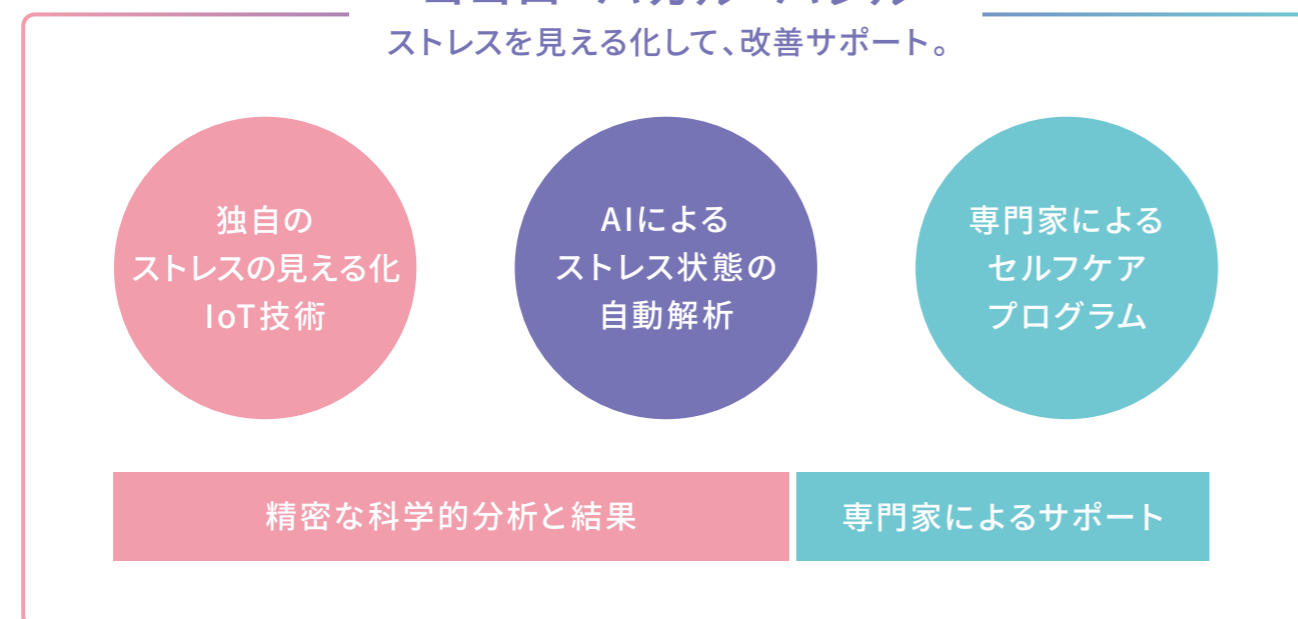 ストレスを見える化して、改善サポート。
独自の
ストレスの見える化
IoT技術
AIによる
ストレス状態の
自動解析
専門家による
セルフケア
プログラム
精密な科学的分析と結果
専門家によるサポート